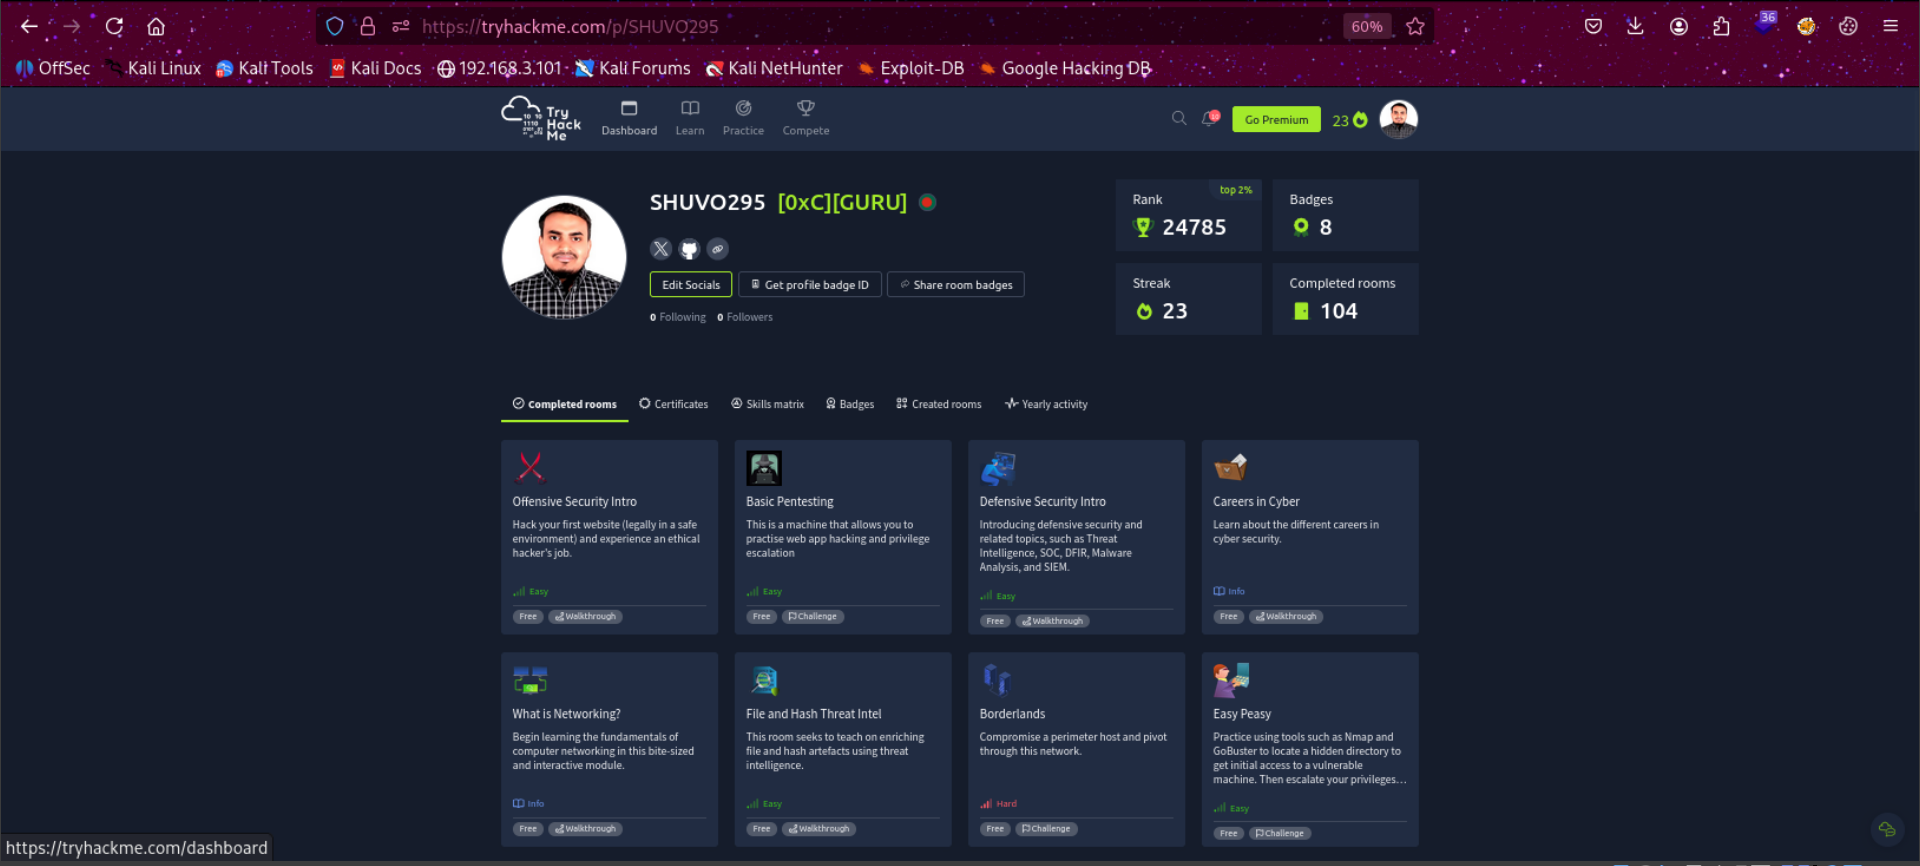 https://tryhackme.com/p/SHUVO295
60%
36
OffSec
Kali Linux
Kali Tools
Kali Docs
192.168.3.101
Kali Forums
Kali NetHunter
Exploit-DB
Google Hacking DB
Try
Hack
Me
Dashboard
Learn
Practice
Compete
Go Premium
23
SHUVO295 [0xC][GURU]
Edit Socials
Get profile badge ID
Share room badges
0 Following 0 Followers
Rank
top 2%
24785
Badges
8
Streak
23
Completed rooms
104
Completed rooms
Certificates
Skills matrix
Badges
Created rooms
Yearly activity
Offensive Security Intro
Hack your first website (legally in a safe
environment) and experience an ethical
hacker's job.
Easy
Free Walkthrough
Basic Pentesting
This is a machine that allows you to
practise web app hacking and privilege
escalation
Easy
Free Challenge
Defensive Security Intro
Introducing defensive security and
related topics, such as Threat
Intelligence, SOC, DFIR, Malware
Analysis, and SIEM.
Easy
Free Walkthrough
Careers in Cyber
Learn about the different careers in
cyber security.
Info
Free Walkthrough
What is Networking?
Begin learning the fundamentals of
computer networking in this bite-sized
and interactive module.
Info
Free Walkthrough
File and Hash Threat Intel
This room seeks to teach on enriching
file and hash artefacts using threat
intelligence.
Easy
Free Walkthrough
Borderlands
Compromise a perimeter host and pivot
through this network.
Hard
Free Challenge
Easy Peasy
Practice using tools such as Nmap and
GoBuster to locate a hidden directory to
get initial access to a vulnerable
machine. Then escalate your privileges...
Easy
Free Challenge
https://tryhackme.com/dashboard